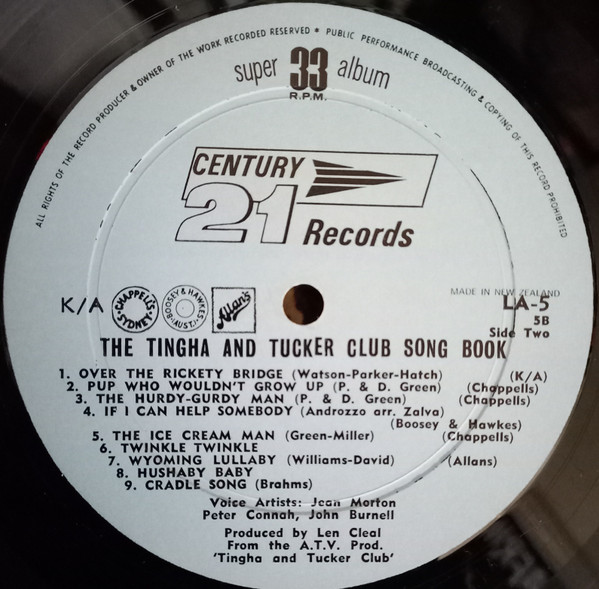 ALL RIGHTS OF THE RECORD PRODUCER & OWNER OF THE WORK RECORDED RESERVED * PUBLIC PERFORMANCE BROADCASTING & COPYING OF THIS RECORD PROHIBITED
super 33 album
R.P.M.
CENTURY
21
Records
MADE IN NEW ZEALAND
K/A CHAPPELL'S SYDNEY BOOSEY & HAWKES (AUST.) Allan's LA-5
5B
Side Two
THE TINGHA AND TUCKER CLUB SONG BOOK
1. OVER THE RICKETY BRIDGE (Watson-Parker-Hatch) (K/A)
2. PUP WHO WOULDN'T GROW UP (P. & D. Green) (Chappells)
3. THE HURDY-GURDY MAN (P. & D. Green) (Chappells)
4. IF I CAN HELP SOMEBODY (Androzzo arr. Zalva)
(Boosey & Hawkes)
5. THE ICE CREAM MAN (Green-Miller) (Chappells)
6. TWINKLE TWINKLE
7. WYOMING LULLABY (Williams-David) (Allans)
8. HUSHABY BABY
9. CRADLE SONG (Brahms)
Voice Artists: Jean Morton
Peter Connah, John Burnell
Produced by Len Cleal
From the A.T.V. Prod.
'Tingha and Tucker Club'